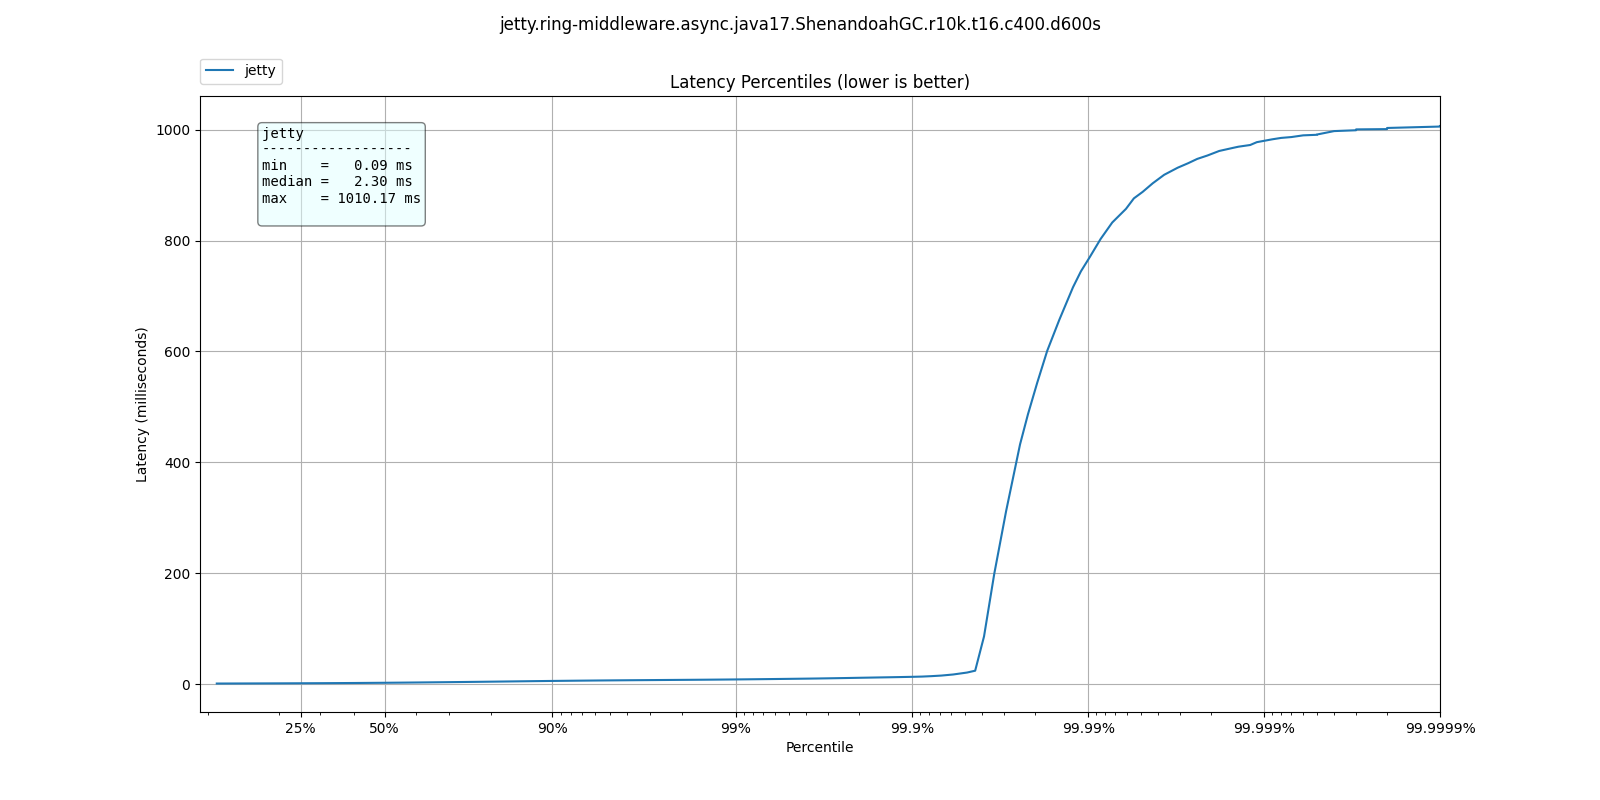 jetty.ring-middleware.async.java17.ShenandoahGC.r10k.t16.c400.d600s
jetty
Latency Percentiles (lower is better)
jetty
------------------
min    =   0.09 ms
median =   2.30 ms
max    = 1010.17 ms
1000
800
600
400
200
0
Latency (milliseconds)
25% 50% 90% 99% 99.9% 99.99% 99.999% 99.9999%
Percentile